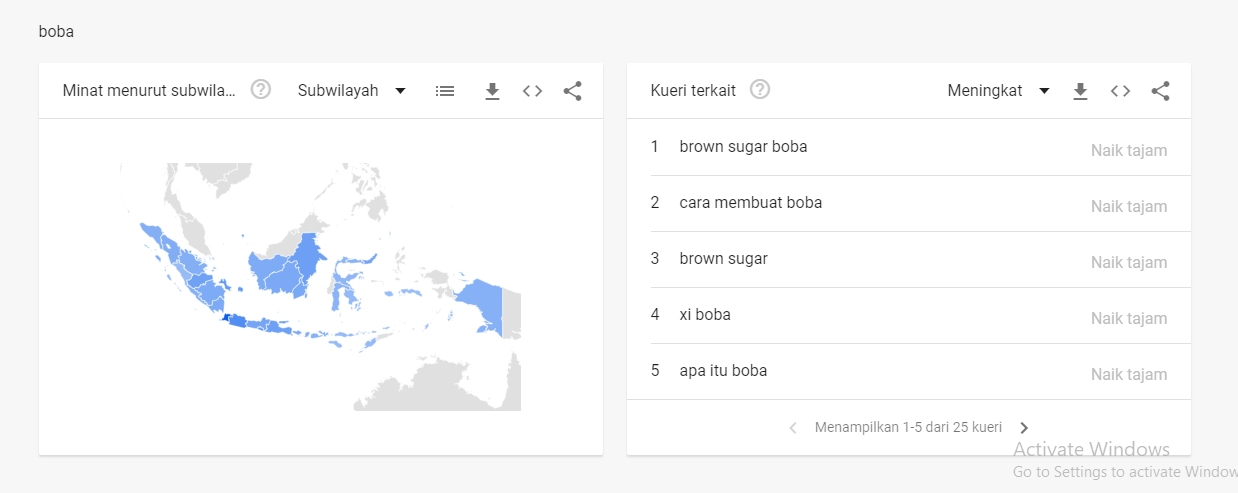 boba
Minat menurut subwila...
Subwilayah
Kueri terkait
Meningkat
1 brown sugar boba Naik tajam
2 cara membuat boba Naik tajam
3 brown sugar Naik tajam
4 xi boba Naik tajam
5 apa itu boba Naik tajam
Menampilkan 1-5 dari 25 kueri
Activate Windows
Go to Settings to activate Window